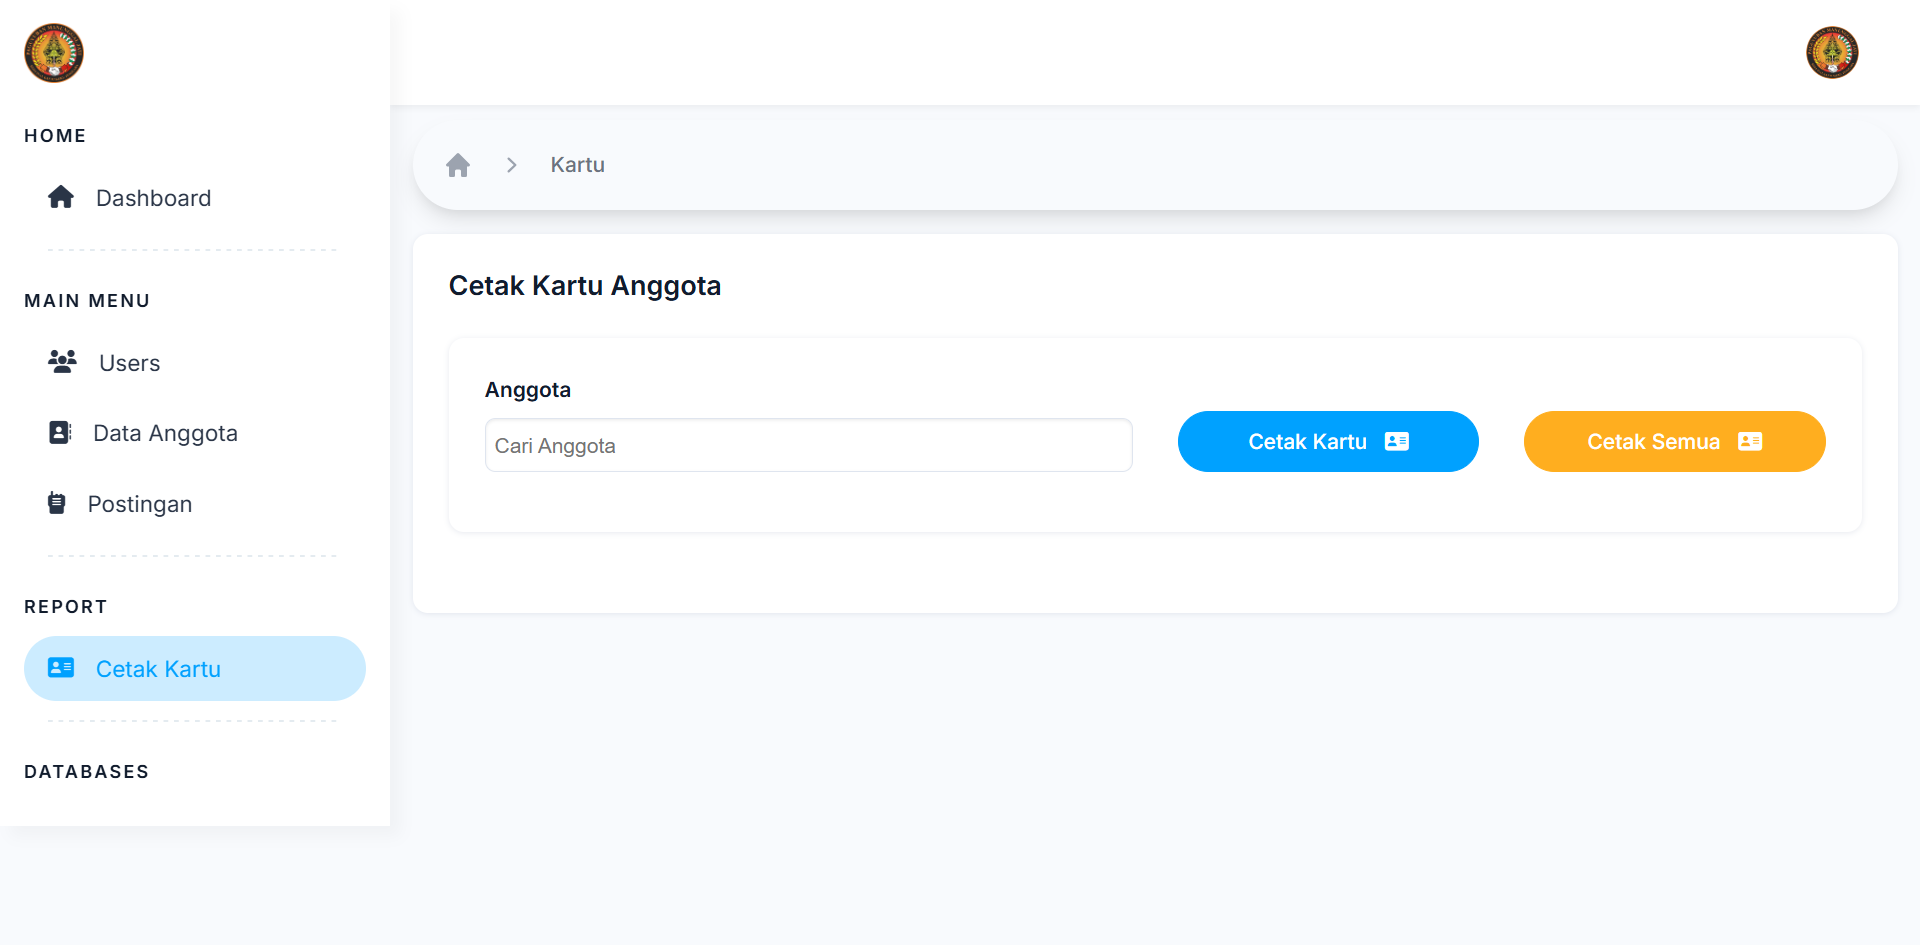 HOME
Dashboard
MAIN MENU
Users
Data Anggota
Postingan
REPORT
Cetak Kartu
DATABASES
Kartu
Cetak Kartu Anggota
Anggota
Cari Anggota
Cetak Kartu
Cetak Semua